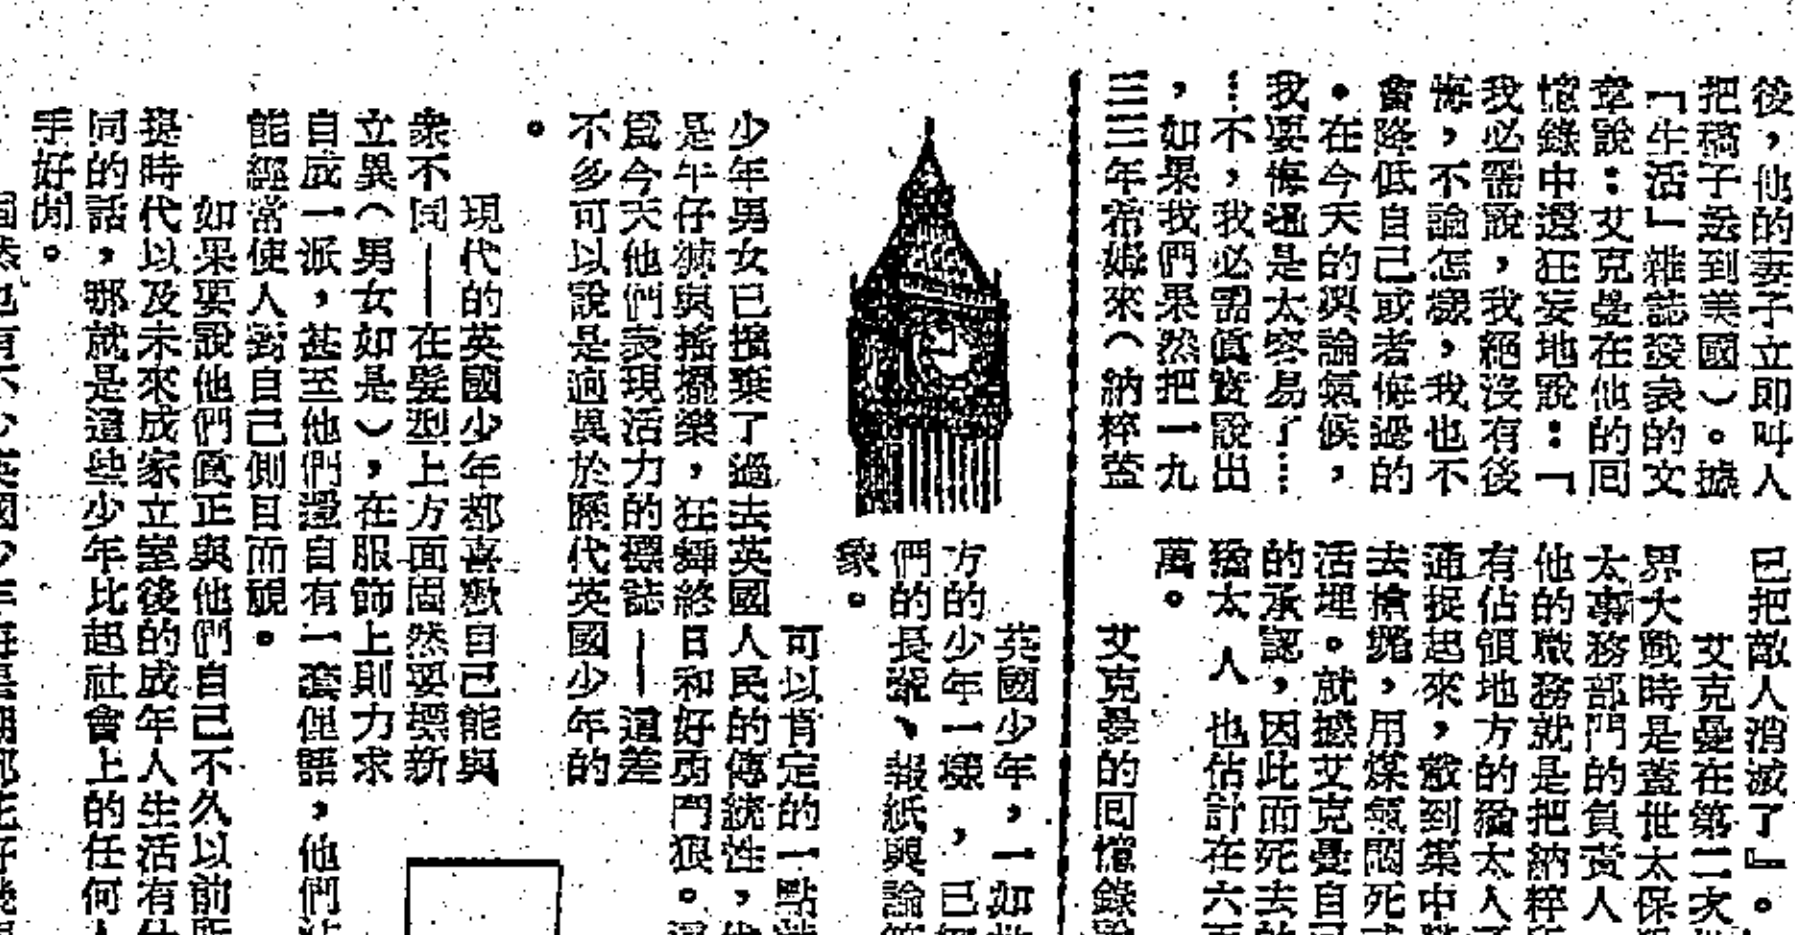 後,他的妻子立即叫人
把稿子送到美國)。據
「生活」雜誌發表的文
章說:艾克曼在他的囘
憶錄中還狂妄地說:「
我必需說,我絕沒有後
悔,不論怎樣,我也不
會降低自己或者悔過的
。在今天的輿論氣候,
我要悔過是太容易了……
…不,我必需眞實說出
,如果我們果然把一九
三三年希姆來(納粹蓋
已把敵人消滅了』。
艾克曼在第二次
界大戰時是蓋世太保
太事務部門的負責人
他的職務就是把納粹
有佔領地方的猶太人
通捉起來,載到集中
去槍斃,用煤氣悶死
活埋。就據艾克曼自
的承認,因此而死去
猶太人也估計在六
萬。
艾克曼的囘憶錄
英國少年,一如
方的少年一樣,已
們的長輩、報紙與論
象。
可以肯定的一點
少年男女已擯棄了過去英國人民的傳統性,
是牛仔褲與搖擺樂,狂舞終日和好勇鬥狠。
爲今天他們表現活力的標誌——這差
不多可以說是逈異於歷代英國少年的
。
現代的英國少年都喜歡自己能與
衆不同——在髮型上方面固然要標新
立異(男女如是),在服飾上則力求
自成一派,甚至他們還自有一套俚語,他們
能經常使人對自己側目而視。
如果要說他們眞正與他們自己不久以前
提時代以及未來成家立室後的成年人生活有
同的話,那就是這些少年比起社會上的任何
手好閒。